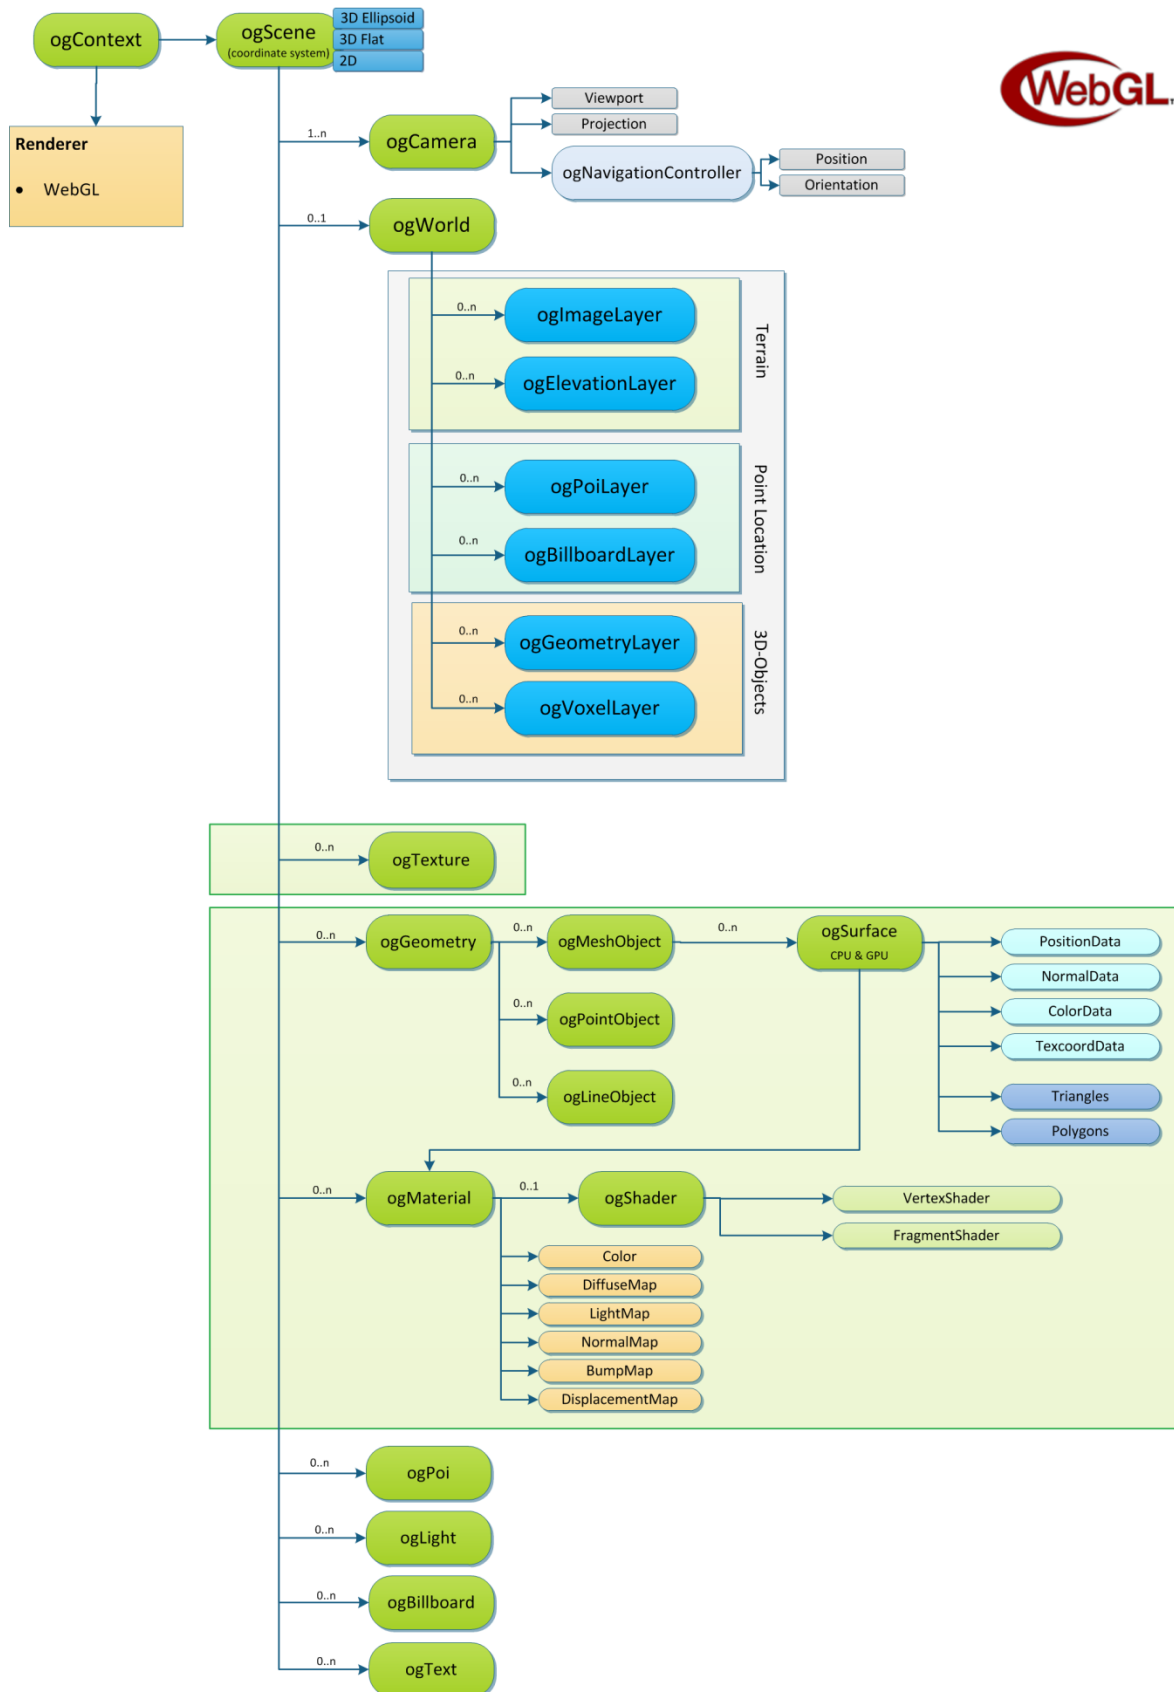 ogContext
ogScene
(coordinate system)
3D Ellipsoid
3D Flat
2D
WebGL
TM
Renderer
• WebGL
1..n
ogCamera
Viewport
Projection
ogNavigationController
Position
Orientation
0..1
ogWorld
0..n
ogImageLayer
0..n
ogElevationLayer
Terrain
0..n
ogPoiLayer
0..n
ogBillboardLayer
Point Location
0..n
ogGeometryLayer
0..n
ogVoxelLayer
3D-Objects
0..n
ogTexture
0..n
ogGeometry
0..n
ogMeshObject
0..n
ogSurface
CPU & GPU
PositionData
NormalData
ColorData
TexcoordData
Triangles
Polygons
0..n
ogPointObject
0..n
ogLineObject
0..n
ogMaterial
0..1
ogShader
VertexShader
FragmentShader
Color
DiffuseMap
LightMap
NormalMap
BumpMap
DisplacementMap
0..n
ogPoi
0..n
ogLight
0..n
ogBillboard
0..n
ogText